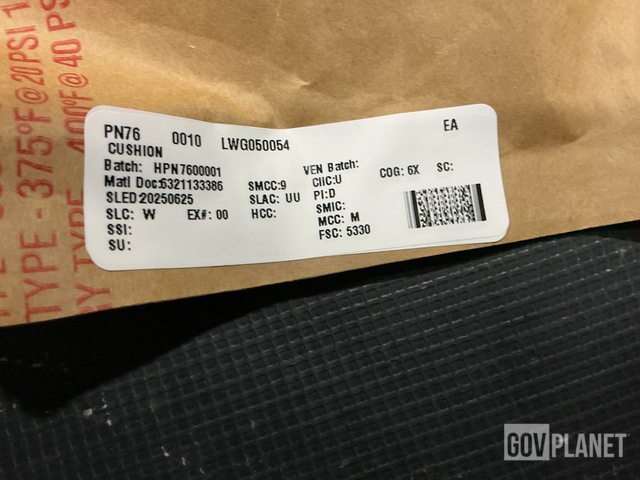 PN76 0010 LWG050054 EA
CUSHION
Batch: HPN7600001 VEN Batch:
Matl Doc:6321133386 SMCC:9 CIIC:U COG: 6X SC:
SLED:20250625 SLAC: UU PI:D
SLC: W EX#: 00 HCC: SMIC:
SSI: MCC: M
SU: FSC: 5330
TYPE - 375°F@20PSI
TYPE 400°F@40 PS
GOVPLANET